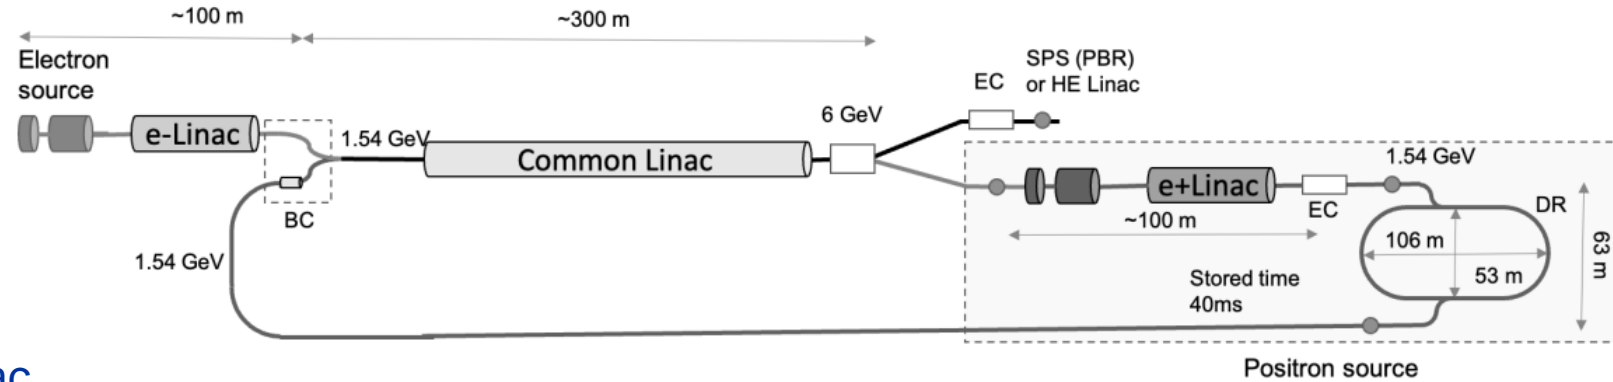 ~100 m
~300 m
Electron
source
SPS (PBR)
or HE Linac
EC
6 GeV
e-Linac
1.54 GeV
Common Linac
1.54 GeV
e+Linac
EC
DR
BC
~100 m
106 m
63 m
1.54 GeV
53 m
Stored time
40ms
Positron source